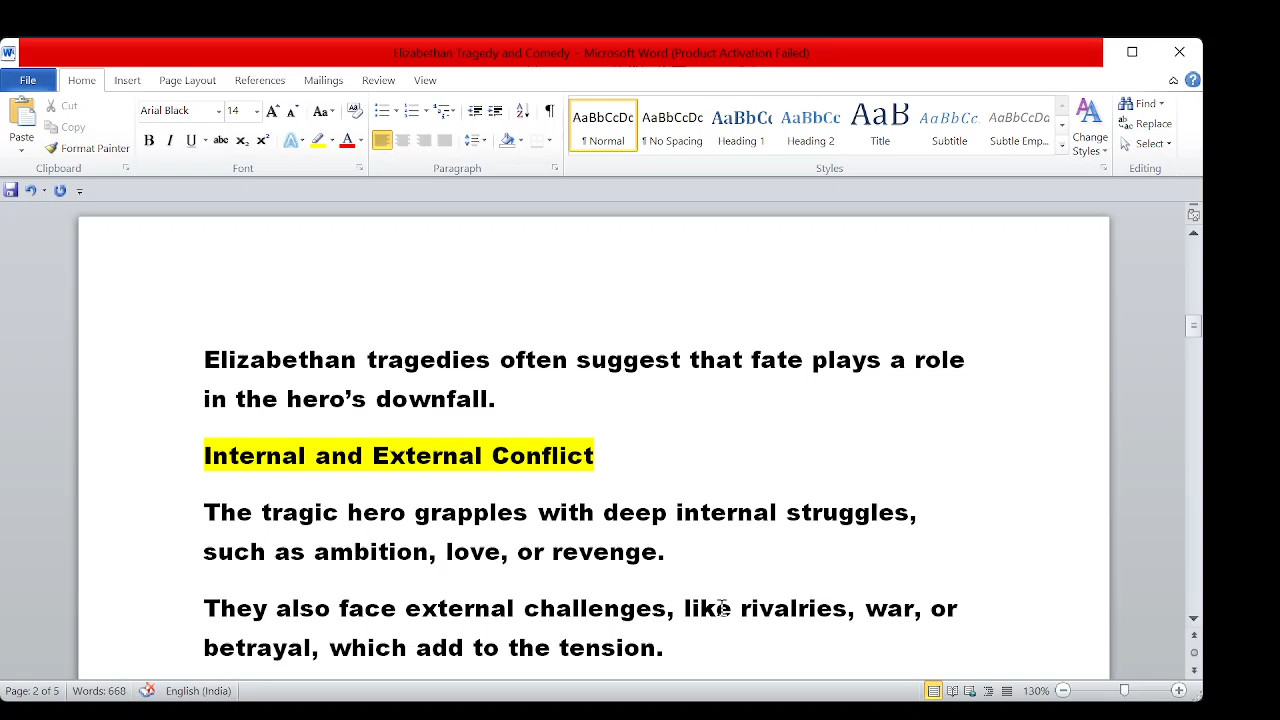 Elizabethan Tragedy and Comedy - Microsoft Word (Product Activation Failed)
File Home Insert Page Layout References Mailings Review View
Paste
Cut
Copy
Format Painter
Clipboard
Arial Black 14
Font
Paragraph
AaBbCcDc AaBbCcDc AaBbCc AaBbCc AaB AaBbCc. AaBbCcDc
¶ Normal ¶ No Spacing Heading 1 Heading 2 Title Subtitle Subtle Emp...
Change
Styles
Styles
Find
Replace
Select
Editing
Elizabethan tragedies often suggest that fate plays a role
in the hero’s downfall.
Internal and External Conflict
The tragic hero grapples with deep internal struggles,
such as ambition, love, or revenge.
They also face external challenges, like rivalries, war, or
betrayal, which add to the tension.
Page: 2 of 5 Words: 668 English (India) 130%